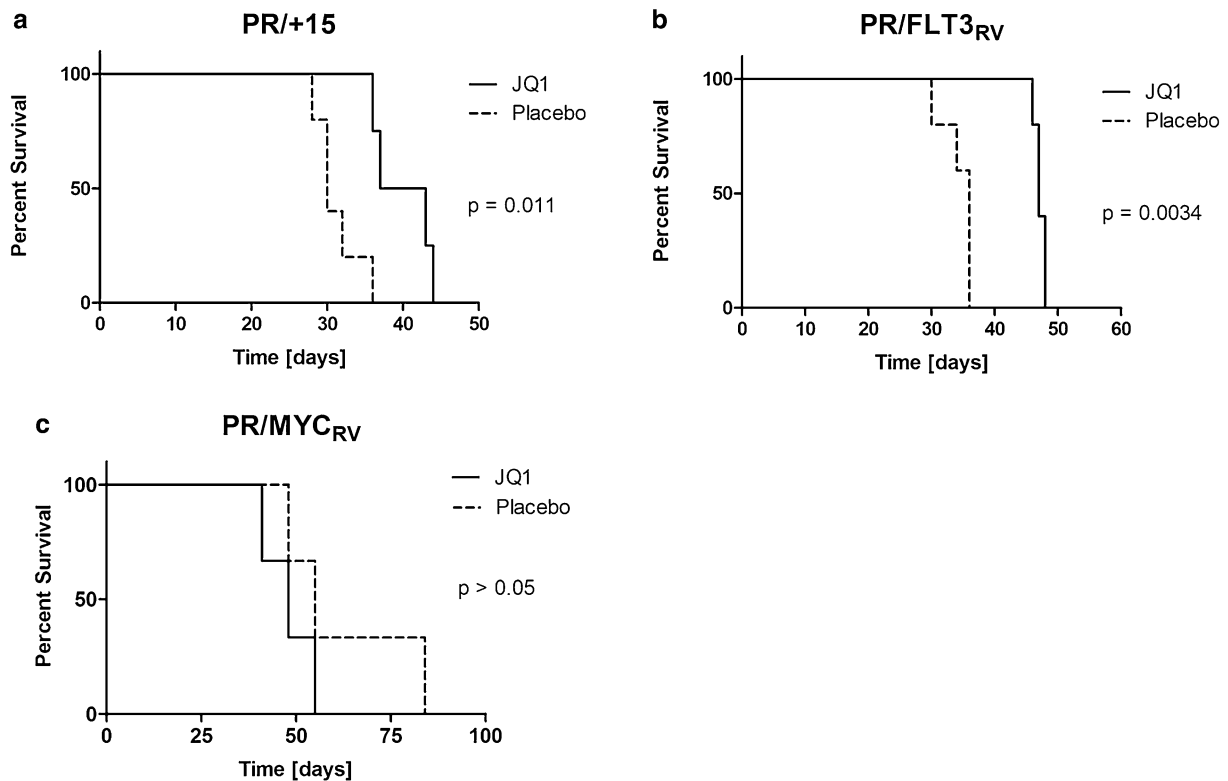 a
PR/+15
100
50
0
Percent Survival
JQ1
Placebo
p = 0.011
0 10 20 30 40 50
Time [days]
b
PR/FLT3RV
100
50
0
Percent Survival
JQ1
Placebo
p = 0.0034
0 10 20 30 40 50 60
Time [days]
c
PR/MYCRV
100
50
0
Percent Survival
JQ1
Placebo
p > 0.05
0 25 50 75 100
Time [days]